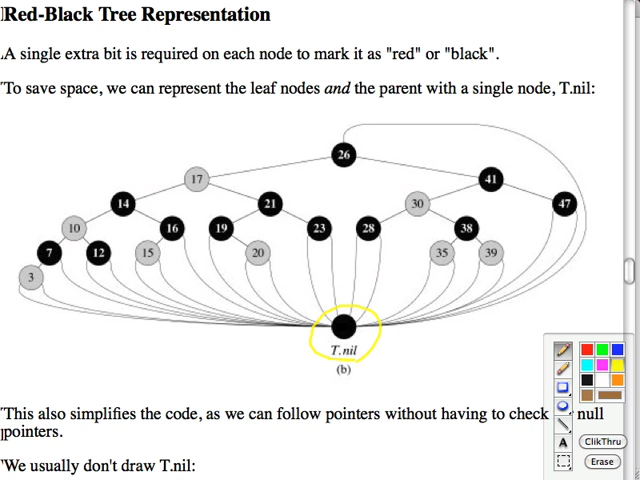 Red-Black Tree Representation
A single extra bit is required on each node to mark it as "red" or "black".
To save space, we can represent the leaf nodes and the parent with a single node, T.nil:
26
17 41
14 21 30 47
10 16 19 23 28 38
7 12 15 20 35 39
3
T.nil
(b)
This also simplifies the code, as we can follow pointers without having to check null
pointers.
We usually don't draw T.nil:
A
ClikThru
Erase